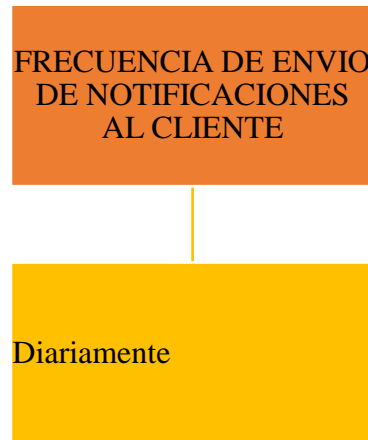 FRECUENCIA DE ENVIO
DE NOTIFICACIONES
AL CLIENTE
Diariamente